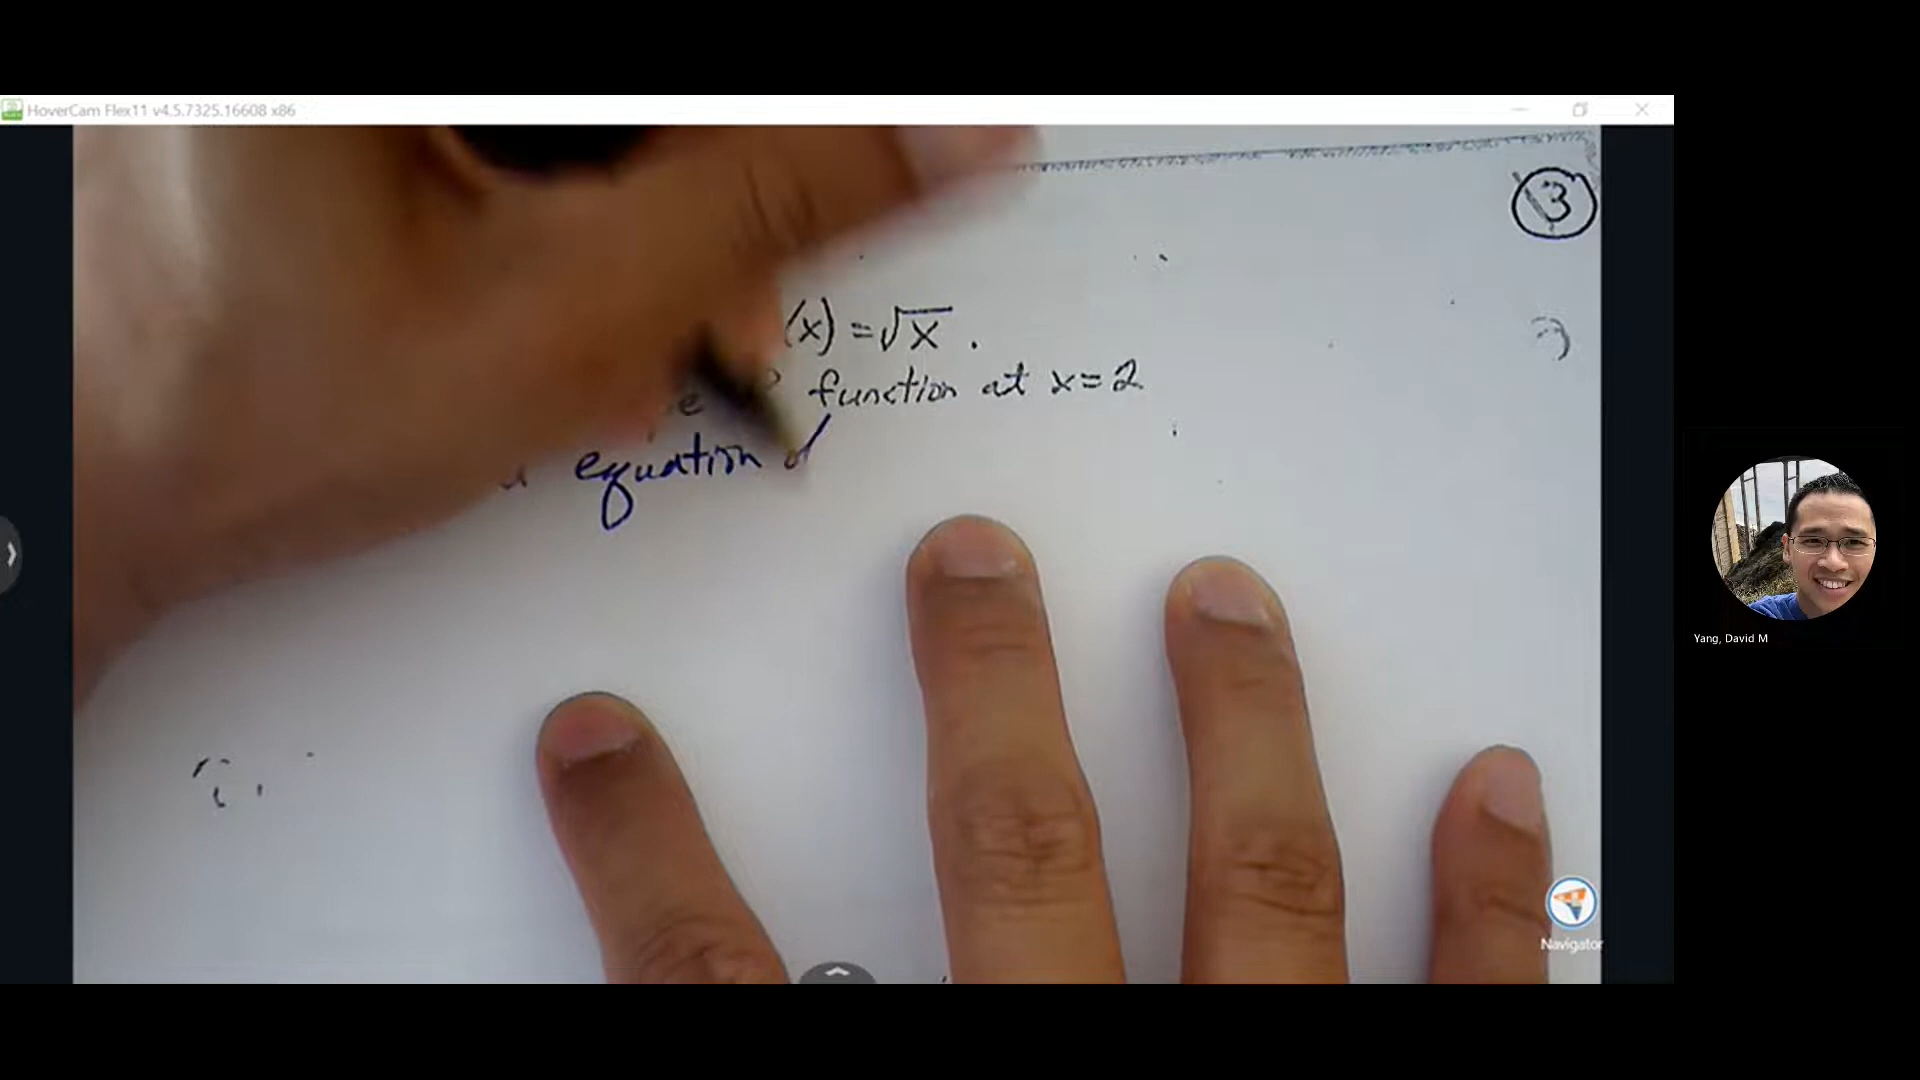 HoverCam Flex11 v4.5.7325.16608 x86
3
(x) = √x .
function at x=2
equation of
Yang, David M
Navigator